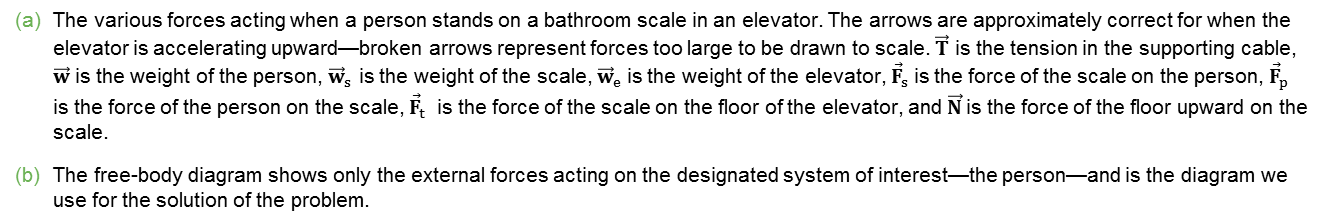 (a) The various forces acting when a person stands on a bathroom scale in an elevator. The arrows are approximately correct for when the
elevator is accelerating upward—broken arrows represent forces too large to be drawn to scale. T⃗ is the tension in the supporting cable,
w⃗ is the weight of the person, w⃗ₛ is the weight of the scale, w⃗ₑ is the weight of the elevator, F⃗ₛ is the force of the scale on the person, F⃗ₚ
is the force of the person on the scale, F⃗ₜ is the force of the scale on the floor of the elevator, and N⃗ is the force of the floor upward on the
scale.
(b) The free-body diagram shows only the external forces acting on the designated system of interest—the person—and is the diagram we
use for the solution of the problem.